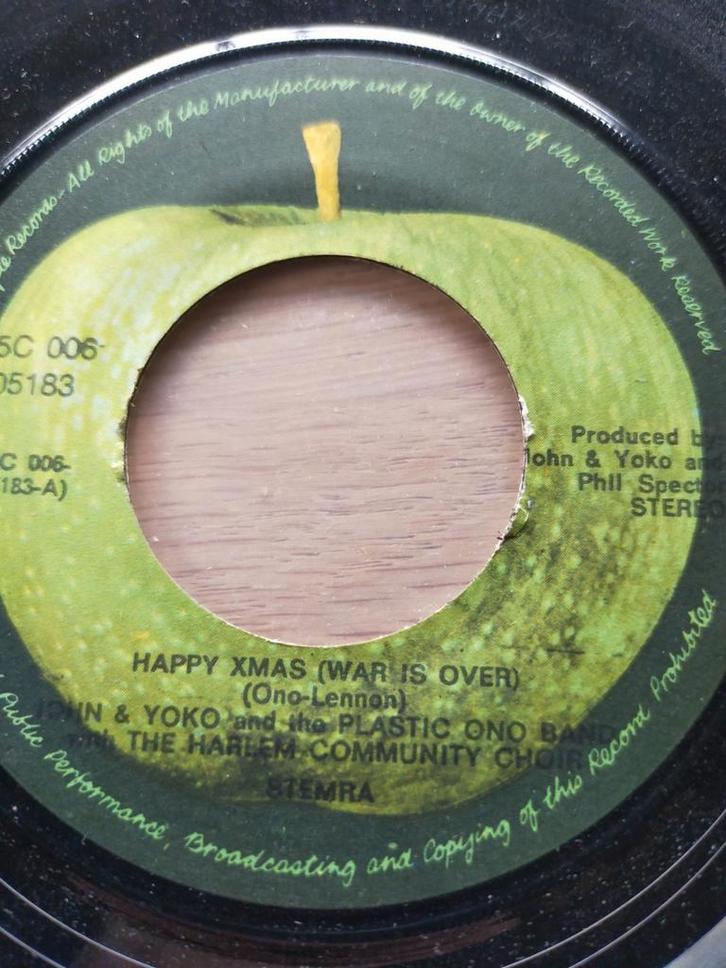 Records - All Rights of the Manufacturer and of the Owner of the Recorded Work Reserved
5C 006-
05183
C 006-
183-A)
Produced b
John & Yoko and
Phil Spector
STEREO
HAPPY XMAS (WAR IS OVER)
(Ono-Lennon)
JOHN & YOKO and the PLASTIC ONO BAND
with THE HARLEM COMMUNITY CHOIR
STEMRA
Public Performance, Broadcasting and Copying of this Record Prohibited